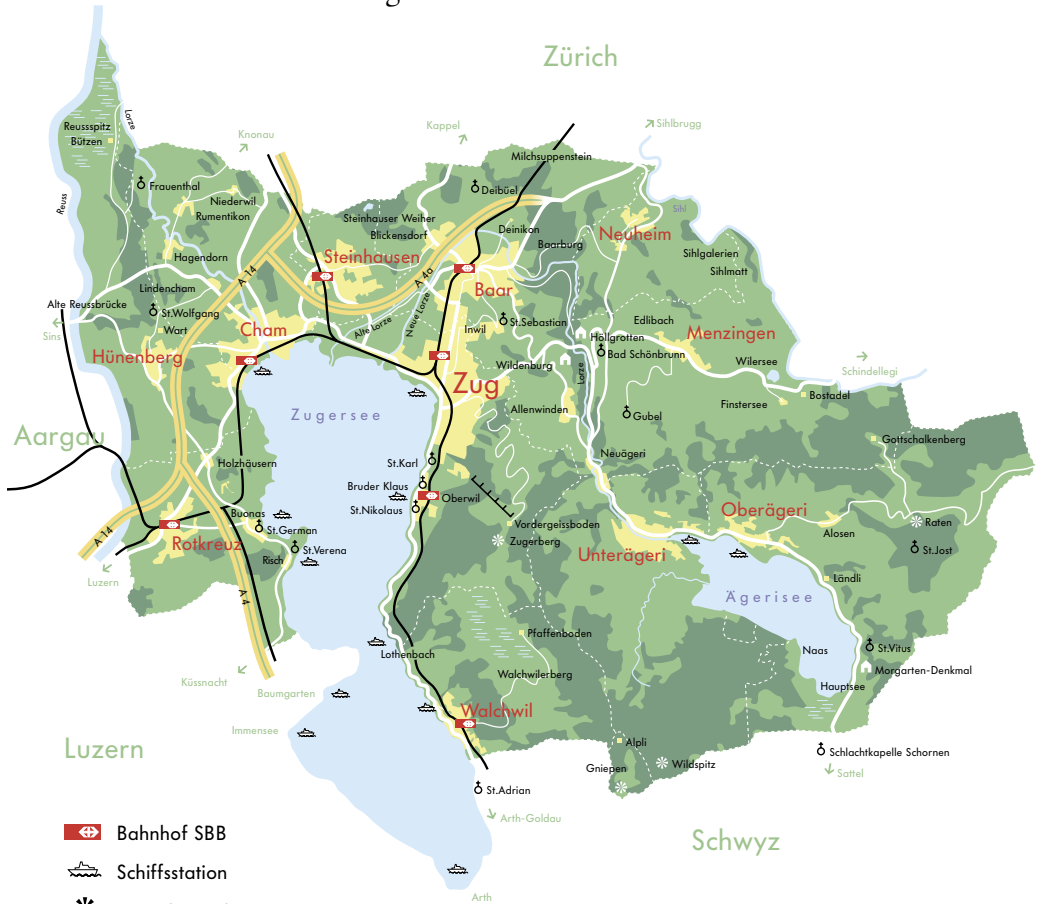 Zürich
Sihlbrugg
Kappel
Knonau
Lorze
Reussspitz
Bützen
Milchsuppenstein
Frauenthal
Deibüel
Niederwil
Rumentikon
Reuss
Sihl
Steinhauser Weiher
Blickensdorf
Deinikon
Baarburg
Neuheim
Steinhausen
Sihlgalerien
Sihlmatt
Hagendorn
A 14
A 4a
Baar
Lindencham
Alte Reussbrücke
St.Wolfgang
Neue Lorze
Alte Lorze
Cham
Wart
Inwil
St.Sebastian
Edlibach
Menzingen
Sins
Höllgrotten
Bad Schönbrunn
Hünenberg
Wildenburg
Lorze
Wilersee
Schindellegi
Zug
Finstersee
Bostadel
Zugersee
Allenwinden
Gubel
Aargau
Gottschalkenberg
Holzhäusern
St.Karl
Neuägeri
Bruder Klaus
Oberwil
St.Nikolaus
Oberägeri
Buonas
St.German
Vordergeissboden
Raten
A 14
Rotkreuz
St.Verena
Zugerberg
Unterägeri
Alosen
St.Jost
Risch
Luzern
A 4
Ländli
Ägerisee
Pfaffenboden
Lothenbach
Naas
St.Vitus
Küssnacht
Baumgarten
Walchwilerberg
Morgarten-Denkmal
Hauptsee
Walchwil
Immensee
Luzern
Alpli
Schlachtkapelle Schornen
Gniepen
Wildspitz
Sattel
St.Adrian
Arth-Goldau
Bahnhof SBB
Schwyz
Schiffsstation
Arth